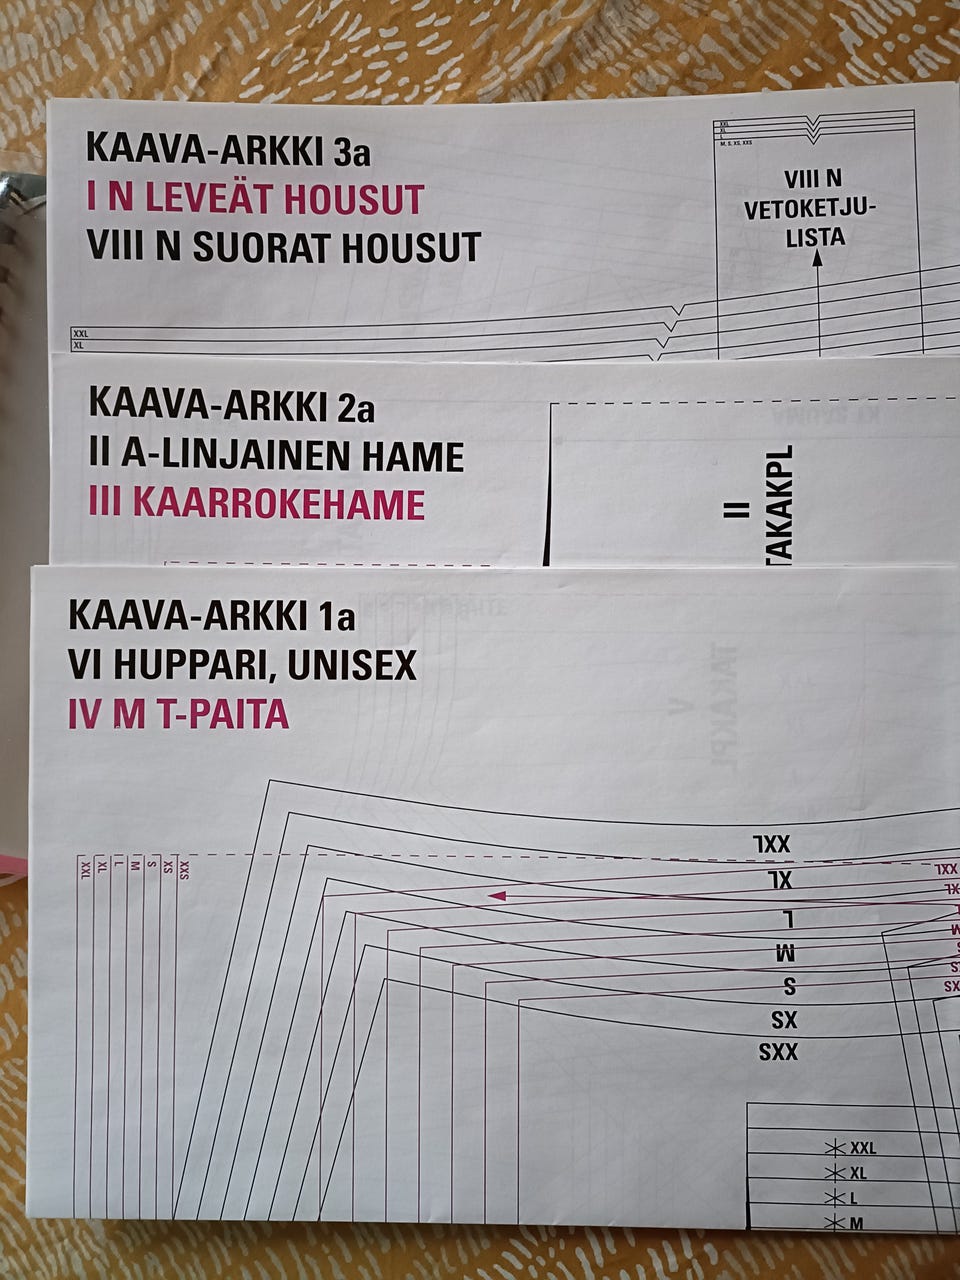 KAAVA-ARKKI 3a
I N LEVEÄT HOUSUT
VIII N SUORAT HOUSUT
XXL
XL
L
M, S, XS, XXS
VIII N
VETOKETJU-
LISTA
XXL
XL
KAAVA-ARKKI 2a
II A-LINJAINEN HAME
III KAARROKEHAME
II
TAKAKPL
KAAVA-ARKKI 1a
VI HUPPARI, UNISEX
IV M T-PAITA
TAKAKPL
V
XXL
XL
L
M
S
XS
XXS
XXL
XL
L
M
S
XS
XXS
XXL
XL
L
M
S
XS
XXL
XL
L
M